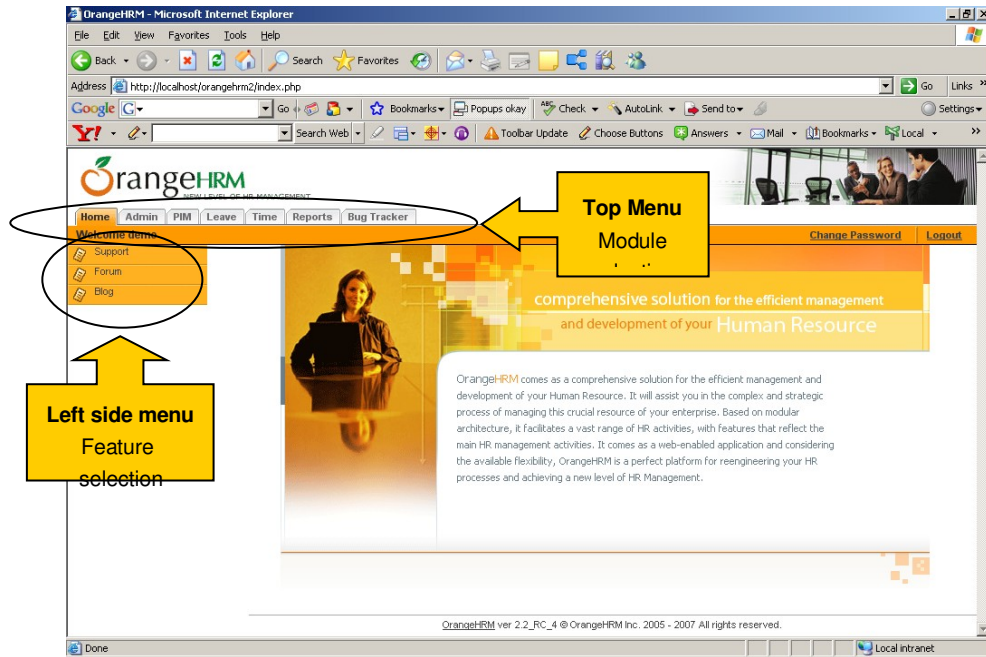 OrangeHRM - Microsoft Internet Explorer
File Edit View Favorites Tools Help
Back Search Favorites
Address http://localhost/orangehrm2/index.php Go Links »
Google G Go Bookmarks Popups okay Check AutoLink Send to Settings
Y! Search Web Toolbar Update Choose Buttons Answers Mail Bookmarks Local »
OrangeHRM
NEW LEVEL OF HR MANAGEMENT
Home Admin PIM Leave Time Reports Bug Tracker
Welcome demo Change Password Logout
Support
Forum
Blog
Top Menu
Module
Left side menu
Feature
selection
comprehensive solution for the efficient management
and development of your Human Resource
OrangeHRM comes as a comprehensive solution for the efficient management and
development of your Human Resource. It will assist you in the complex and strategic
process of managing this crucial resource of your enterprise. Based on modular
architecture, it facilitates a vast range of HR activities, with features that reflect the
main HR management activities. It comes as a web-enabled application and considering
the available flexibility, OrangeHRM is a perfect platform for reengineering your HR
processes and achieving a new level of HR Management.
OrangeHRM ver 2.2_RC_4 © OrangeHRM Inc. 2005 - 2007 All rights reserved.
Done Local intranet